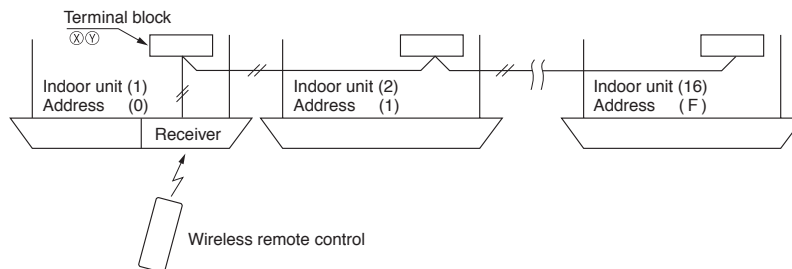 Terminal block
Ⓧ Ⓨ
Indoor unit (1)
Address (0)
Indoor unit (2)
Address (1)
Indoor unit (16)
Address (F)
Receiver
Wireless remote control